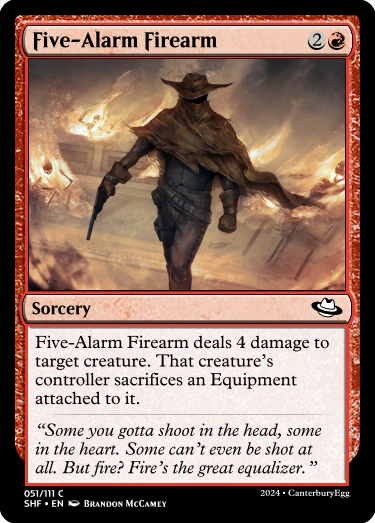 Five-Alarm Firearm 2
Sorcery
Five-Alarm Firearm deals 4 damage to
target creature. That creature's
controller sacrifices an Equipment
attached to it.
“Some you gotta shoot in the head, some
in the heart. Some can't even be shot at
all. But fire? Fire's the great equalizer.”
051/111 C
SHF • EN Brandon McCamey
2024 • CanterburyEgg